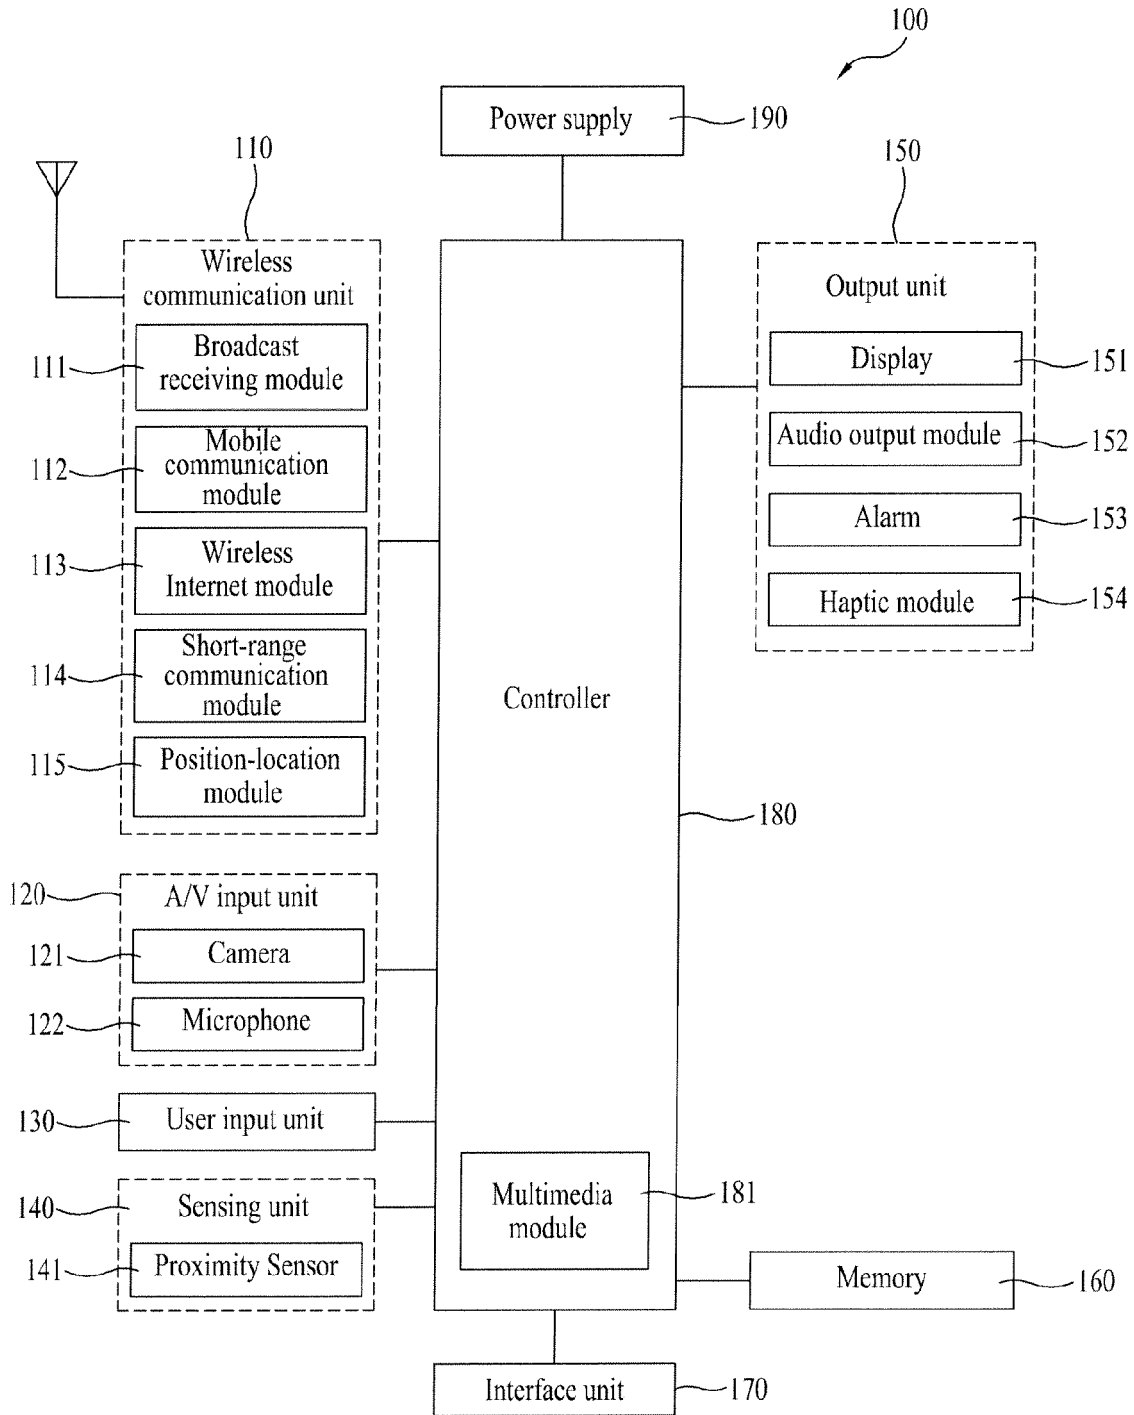 100
Power supply
190
110
150
Wireless
communication unit
Output unit
Broadcast
receiving module
111
Display
151
Mobile
communication
module
112
Audio output module
152
Wireless
Internet module
113
Alarm
153
Haptic module
154
Short-range
communication
module
114
Controller
Position-location
module
115
180
120
A/V input unit
121
Camera
122
Microphone
130
User input unit
140
Sensing unit
141
Proximity Sensor
Multimedia
module
181
Memory
160
Interface unit
170